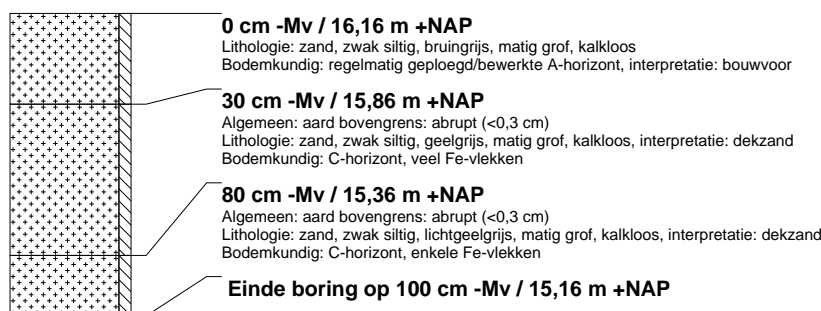 0 cm -Mv / 16,16 m +NAP
Lithologie: zand, zwak siltig, bruingrijs, matig grof, kalkloos
Bodemkundig: regelmatig geploegd/bewerkte A-horizont, interpretatie: bouwvoor
30 cm -Mv / 15,86 m +NAP
Algemeen: aard bovengrens: abrupt (<0,3 cm)
Lithologie: zand, zwak siltig, geelgrijs, matig grof, kalkloos, interpretatie: dekzand
Bodemkundig: C-horizont, veel Fe-vlekken
80 cm -Mv / 15,36 m +NAP
Algemeen: aard bovengrens: abrupt (<0,3 cm)
Lithologie: zand, zwak siltig, lichtgeelgrijs, matig grof, kalkloos, interpretatie: dekzand
Bodemkundig: C-horizont, enkele Fe-vlekken
Einde boring op 100 cm -Mv / 15,16 m +NAP